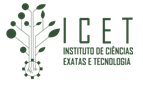 ICET
INSTITUTO DE CIÊNCIAS
EXATAS E TECNOLOGIA